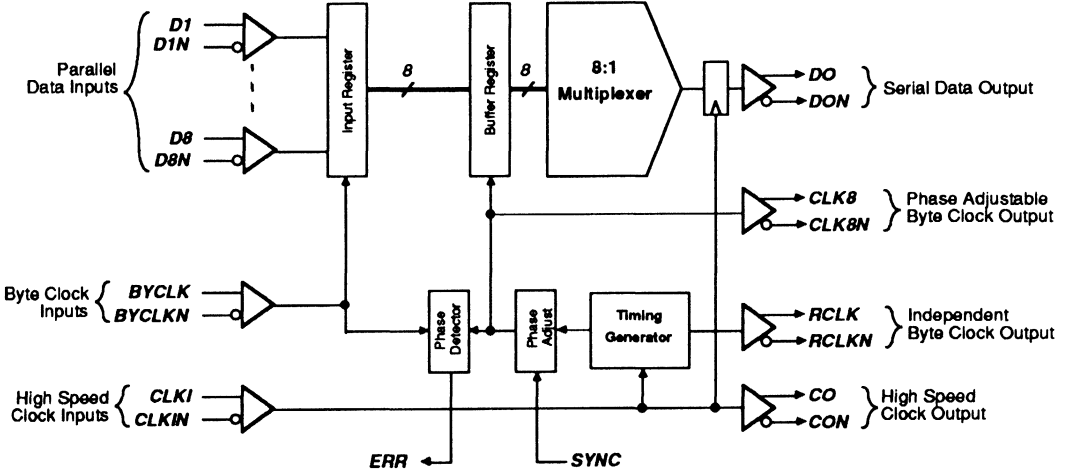 D1
D1N
Parallel
Data Inputs
D8
D8N
Input Register
8
Buffer Register
8
8:1
Multiplexer
DO
DON
Serial Data Output
CLK8
CLK8N
Phase Adjustable
Byte Clock Output
Byte Clock
Inputs
BYCLK
BYCLKN
Phase
Detector
Phase
Adjust
Timing
Generator
RCLK
RCLKN
Independent
Byte Clock Output
High Speed
Clock Inputs
CLKI
CLKIN
CO
CON
High Speed
Clock Output
ERR
SYNC